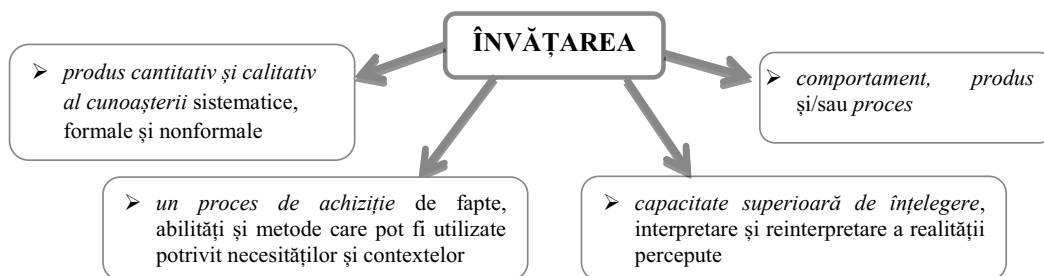 ÎNVĂȚAREA
➢ produs cantitativ și calitativ
al cunoașterii sistematice,
formale și nonformale
➢ comportament, produs
și/sau proces
➢ un proces de achiziție de fapte,
abilități și metode care pot fi utilizate
potrivit necesităților și contextelor
➢ capacitate superioară de înțelegere,
interpretare și reinterpretare a realității
percepute